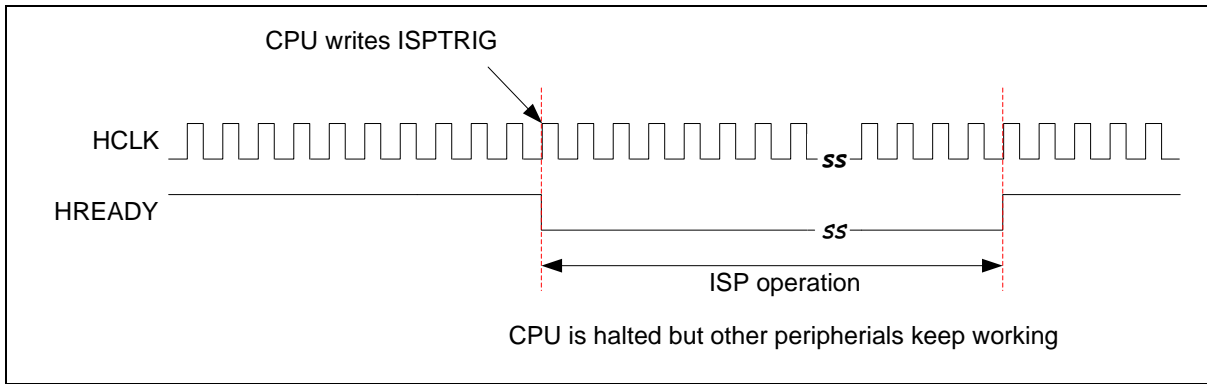 CPU writes ISPTRIG
HCLK
ss
HREADY
ss
ISP operation
CPU is halted but other peripherials keep working